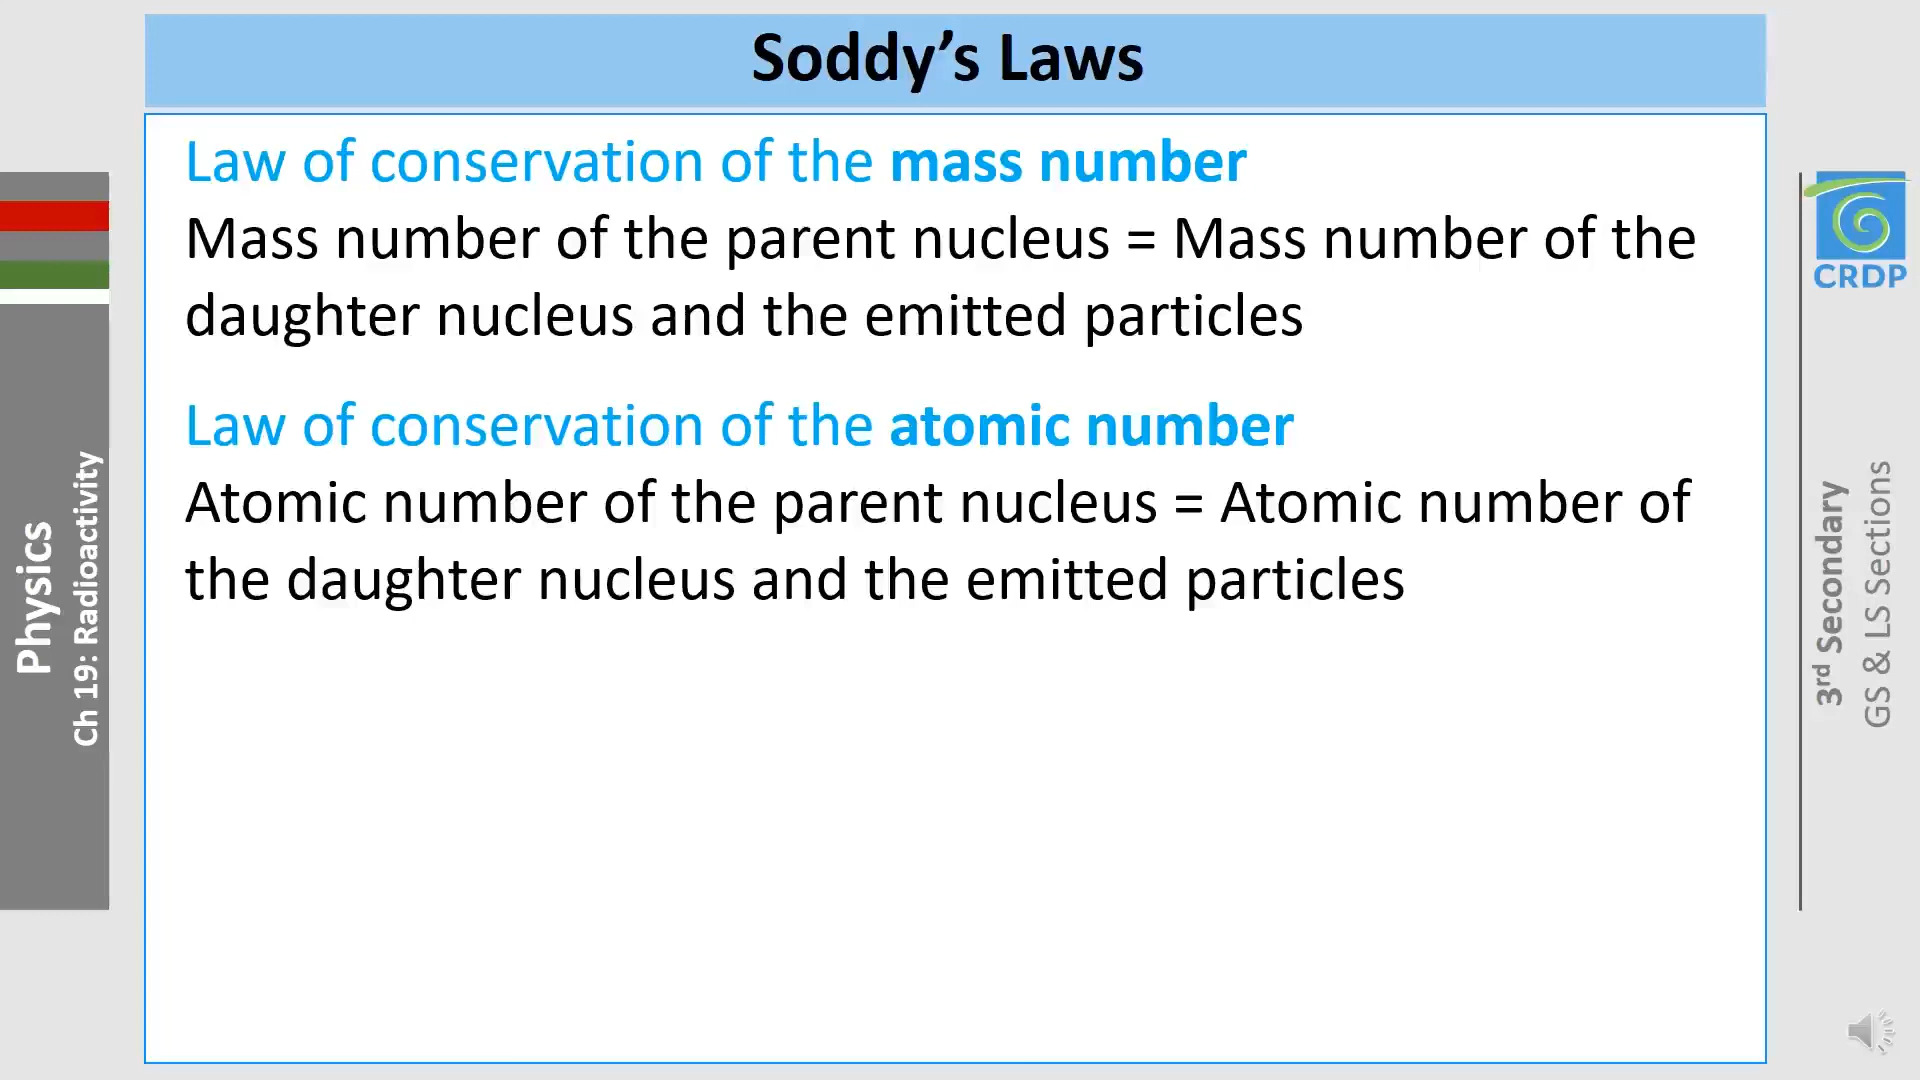 Soddy’s Laws
Law of conservation of the mass number
Mass number of the parent nucleus = Mass number of the
daughter nucleus and the emitted particles
Law of conservation of the atomic number
Atomic number of the parent nucleus = Atomic number of
the daughter nucleus and the emitted particles
Physics
Ch 19: Radioactivity
CRDP
3rd Secondary
GS & LS Sections